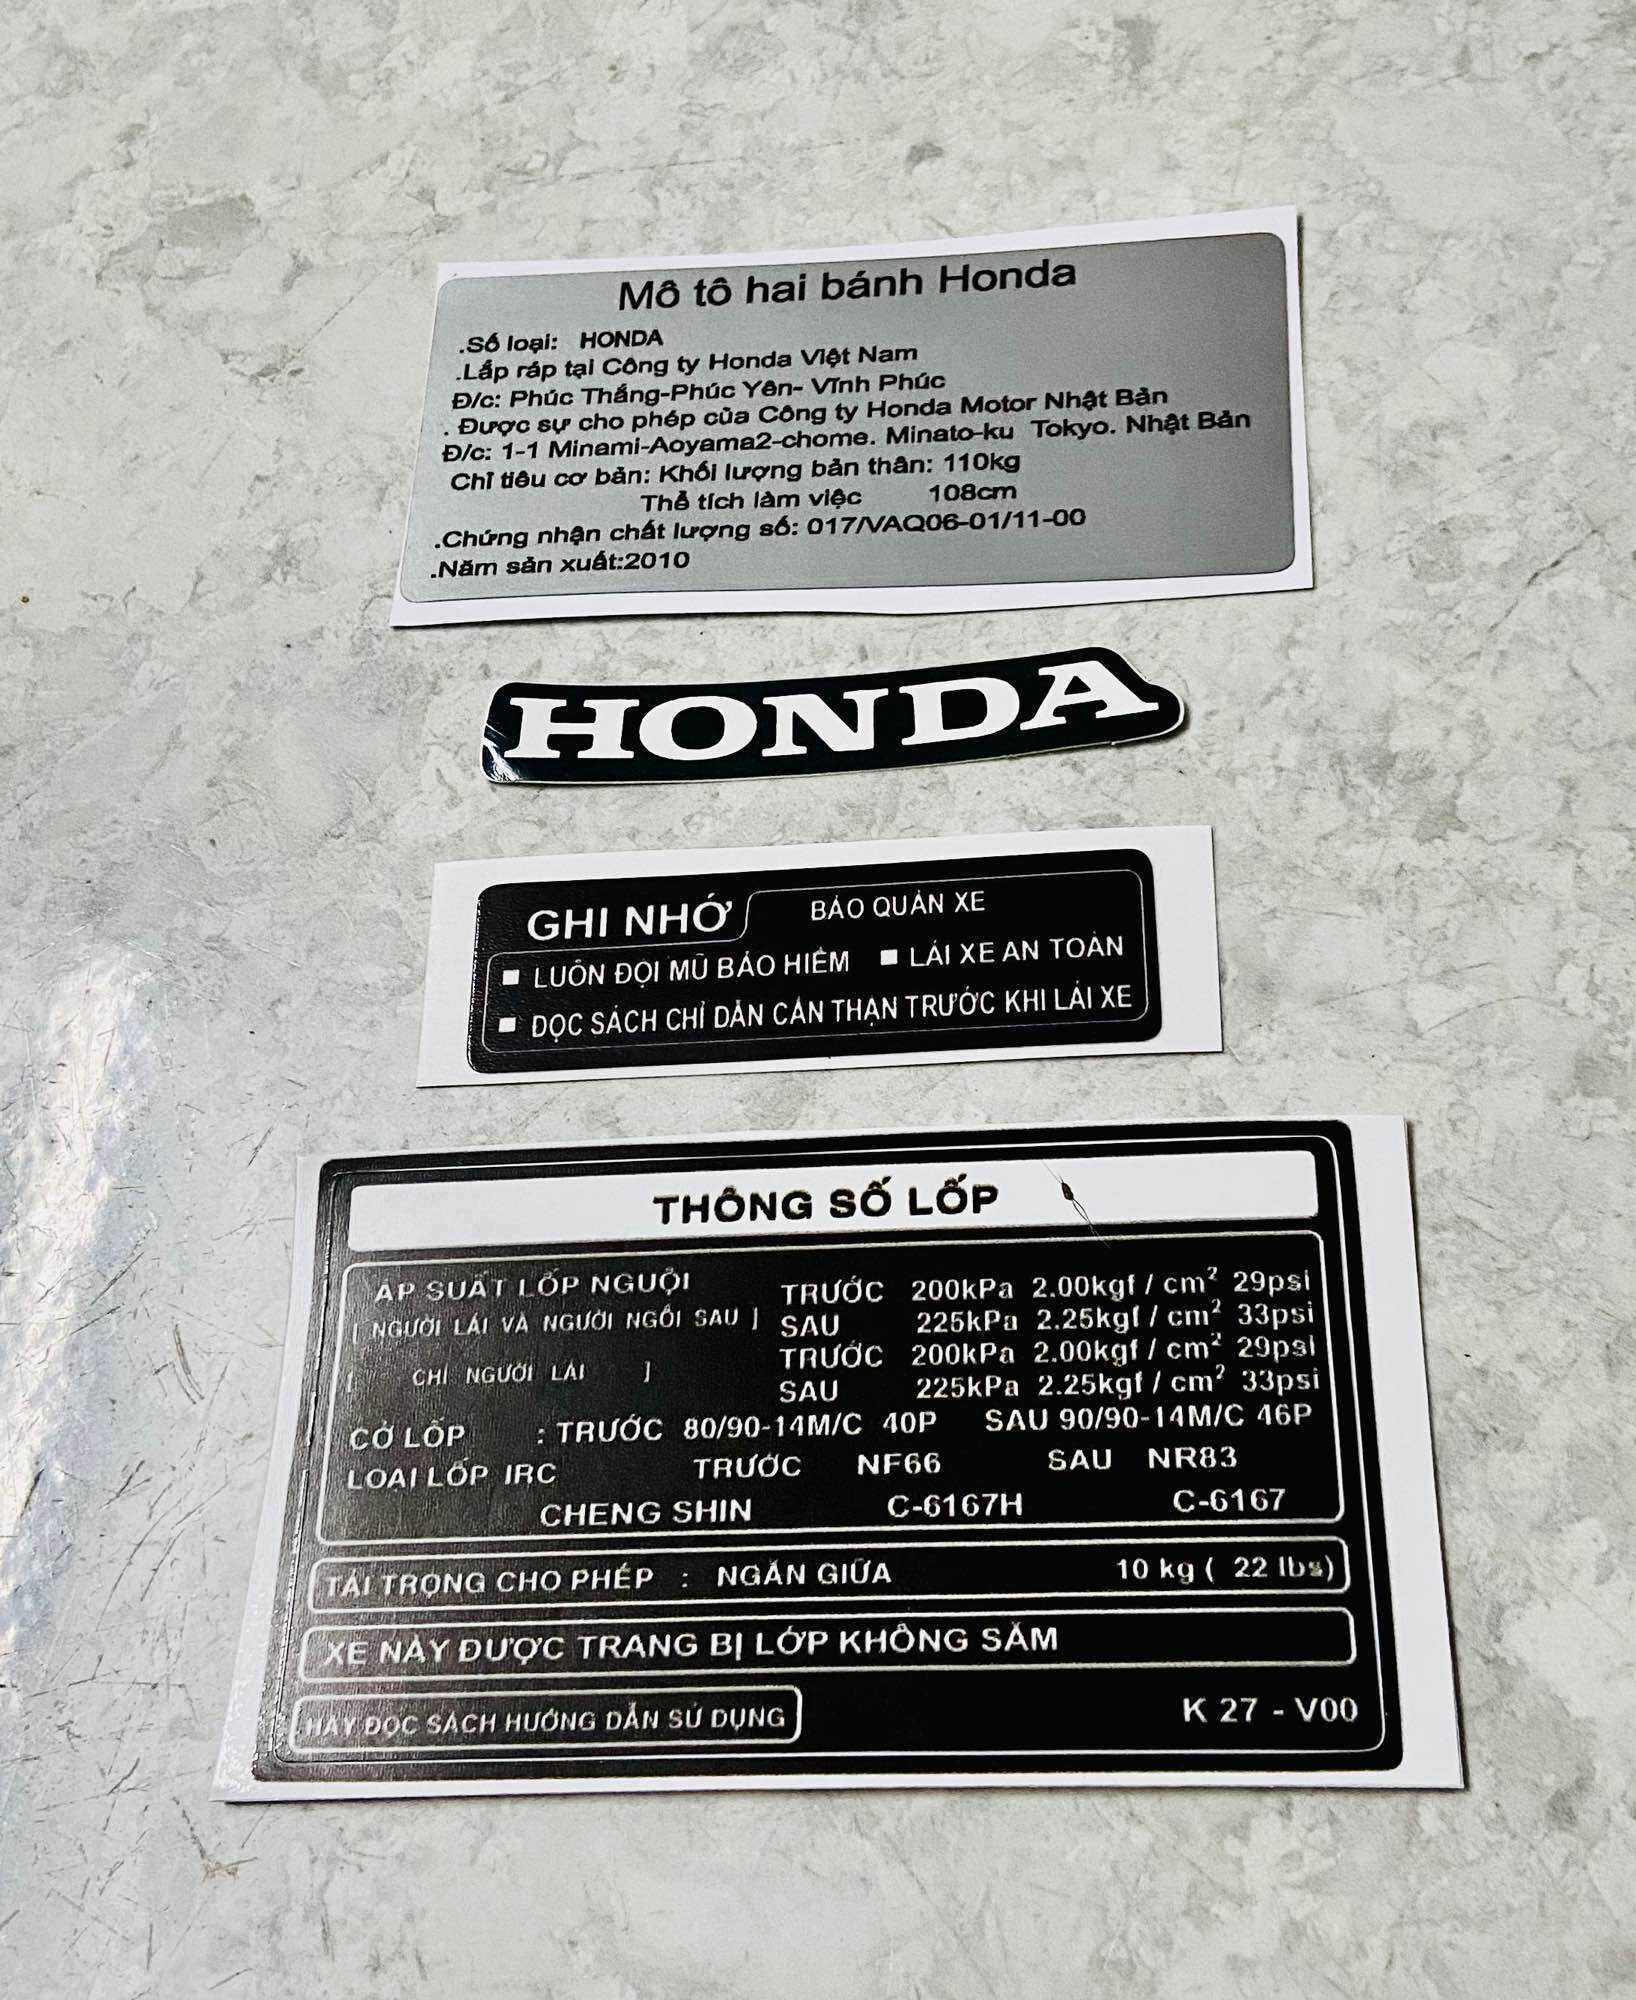 Mô tô hai bánh Honda
.Số loại: HONDA
.Lắp ráp tại Công ty Honda Việt Nam
Đ/c: Phúc Thắng-Phúc Yên- Vĩnh Phúc
. Được sự cho phép của Công ty Honda Motor Nhật Bản
Đ/c: 1-1 Minami-Aoyama2-chome. Minato-ku Tokyo. Nhật Bản
Chỉ tiêu cơ bản: Khối lượng bản thân: 110kg
Thể tích làm việc 108cm
.Chứng nhận chất lượng số: 017/VAQ06-01/11-00
.Năm sản xuất:2010
HONDA
GHI NHỚ BẢO QUẢN XE
■ LUÔN ĐỘI MŨ BẢO HIỂM ■ LÁI XE AN TOÀN
■ ĐỌC SÁCH CHỈ DẪN CẨN THẬN TRƯỚC KHI LÁI XE
THÔNG SỐ LỐP
ÁP SUẤT LỐP NGUỘI TRƯỚC 200kPa 2.00kgf / cm² 29psi
[ NGƯỜI LÁI VÀ NGƯỜI NGỒI SAU ] SAU 225kPa 2.25kgf / cm² 33psi
TRƯỚC 200kPa 2.00kgf / cm² 29psi
[ CHỈ NGƯỜI LÁI ] SAU 225kPa 2.25kgf / cm² 33psi
CỠ LỐP : TRƯỚC 80/90-14M/C 40P SAU 90/90-14M/C 46P
LOẠI LỐP IRC TRƯỚC NF66 SAU NR83
CHENG SHIN C-6167H C-6167
TẢI TRỌNG CHO PHÉP : NGĂN GIỮA 10 kg ( 22 lbs)
XE NÀY ĐƯỢC TRANG BỊ LỚP KHÔNG SĂM
HÃY ĐỌC SÁCH HƯỚNG DẪN SỬ DỤNG K 27 - V00